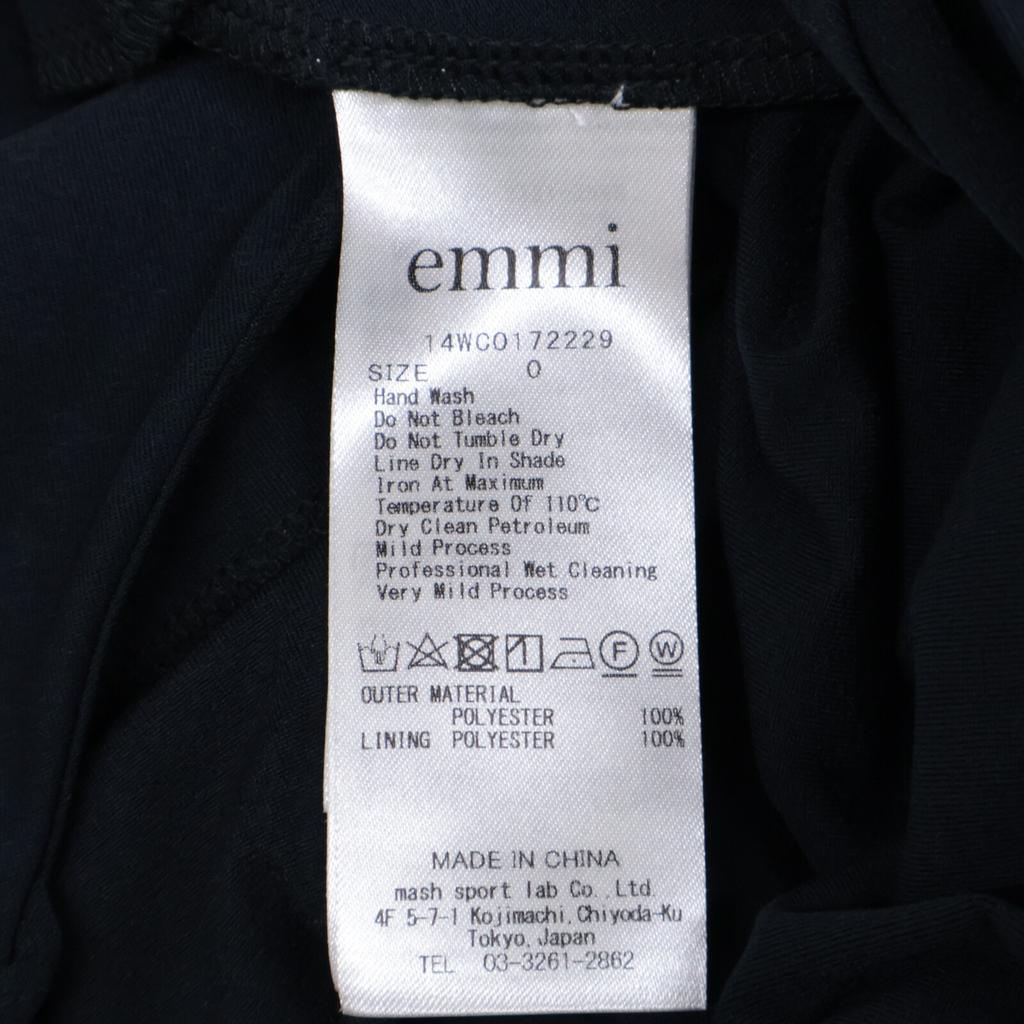 emmi
14WCO172229
SIZE 0
Hand Wash
Do Not Bleach
Do Not Tumble Dry
Line Dry In Shade
Iron At Maximum
Temperature Of 110℃
Dry Clean Petroleum
Mild Process
Professional Wet Cleaning
Very Mild Process
F W
OUTER MATERIAL
POLYESTER 100%
LINING POLYESTER 100%
MADE IN CHINA
mash sport lab Co.,Ltd
4F 5-7-1 Kojimachi,Chiyoda-Ku
Tokyo,Japan
TEL 03-3261-2862